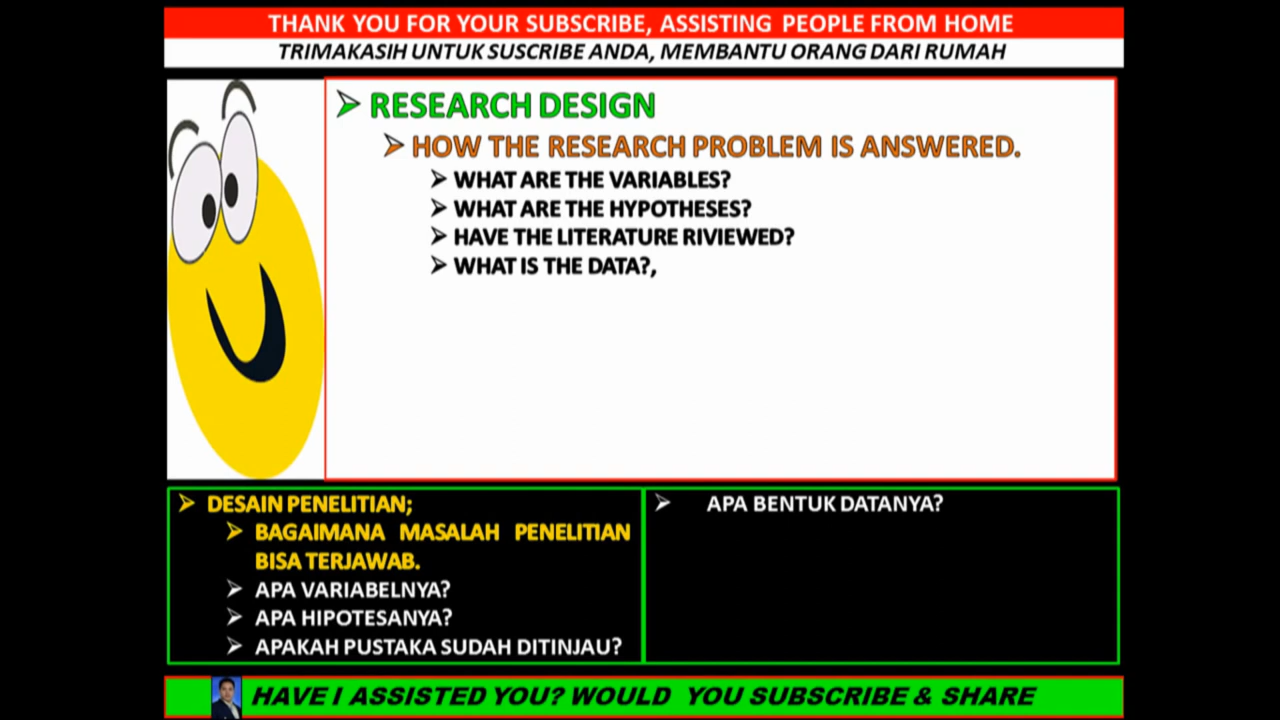 THANK YOU FOR YOUR SUBSCRIBE, ASSISTING PEOPLE FROM HOME
TRIMAKASIH UNTUK SUSCRIBE ANDA, MEMBANTU ORANG DARI RUMAH
RESEARCH DESIGN
HOW THE RESEARCH PROBLEM IS ANSWERED.
WHAT ARE THE VARIABLES?
WHAT ARE THE HYPOTHESES?
HAVE THE LITERATURE RIVIEWED?
WHAT IS THE DATA?,
DESAIN PENELITIAN;
BAGAIMANA MASALAH PENELITIAN
BISA TERJAWAB.
APA VARIABELNYA?
APA HIPOTESANYA?
APAKAH PUSTAKA SUDAH DITINJAU?
APA BENTUK DATANYA?
HAVE I ASSISTED YOU? WOULD YOU SUBSCRIBE & SHARE